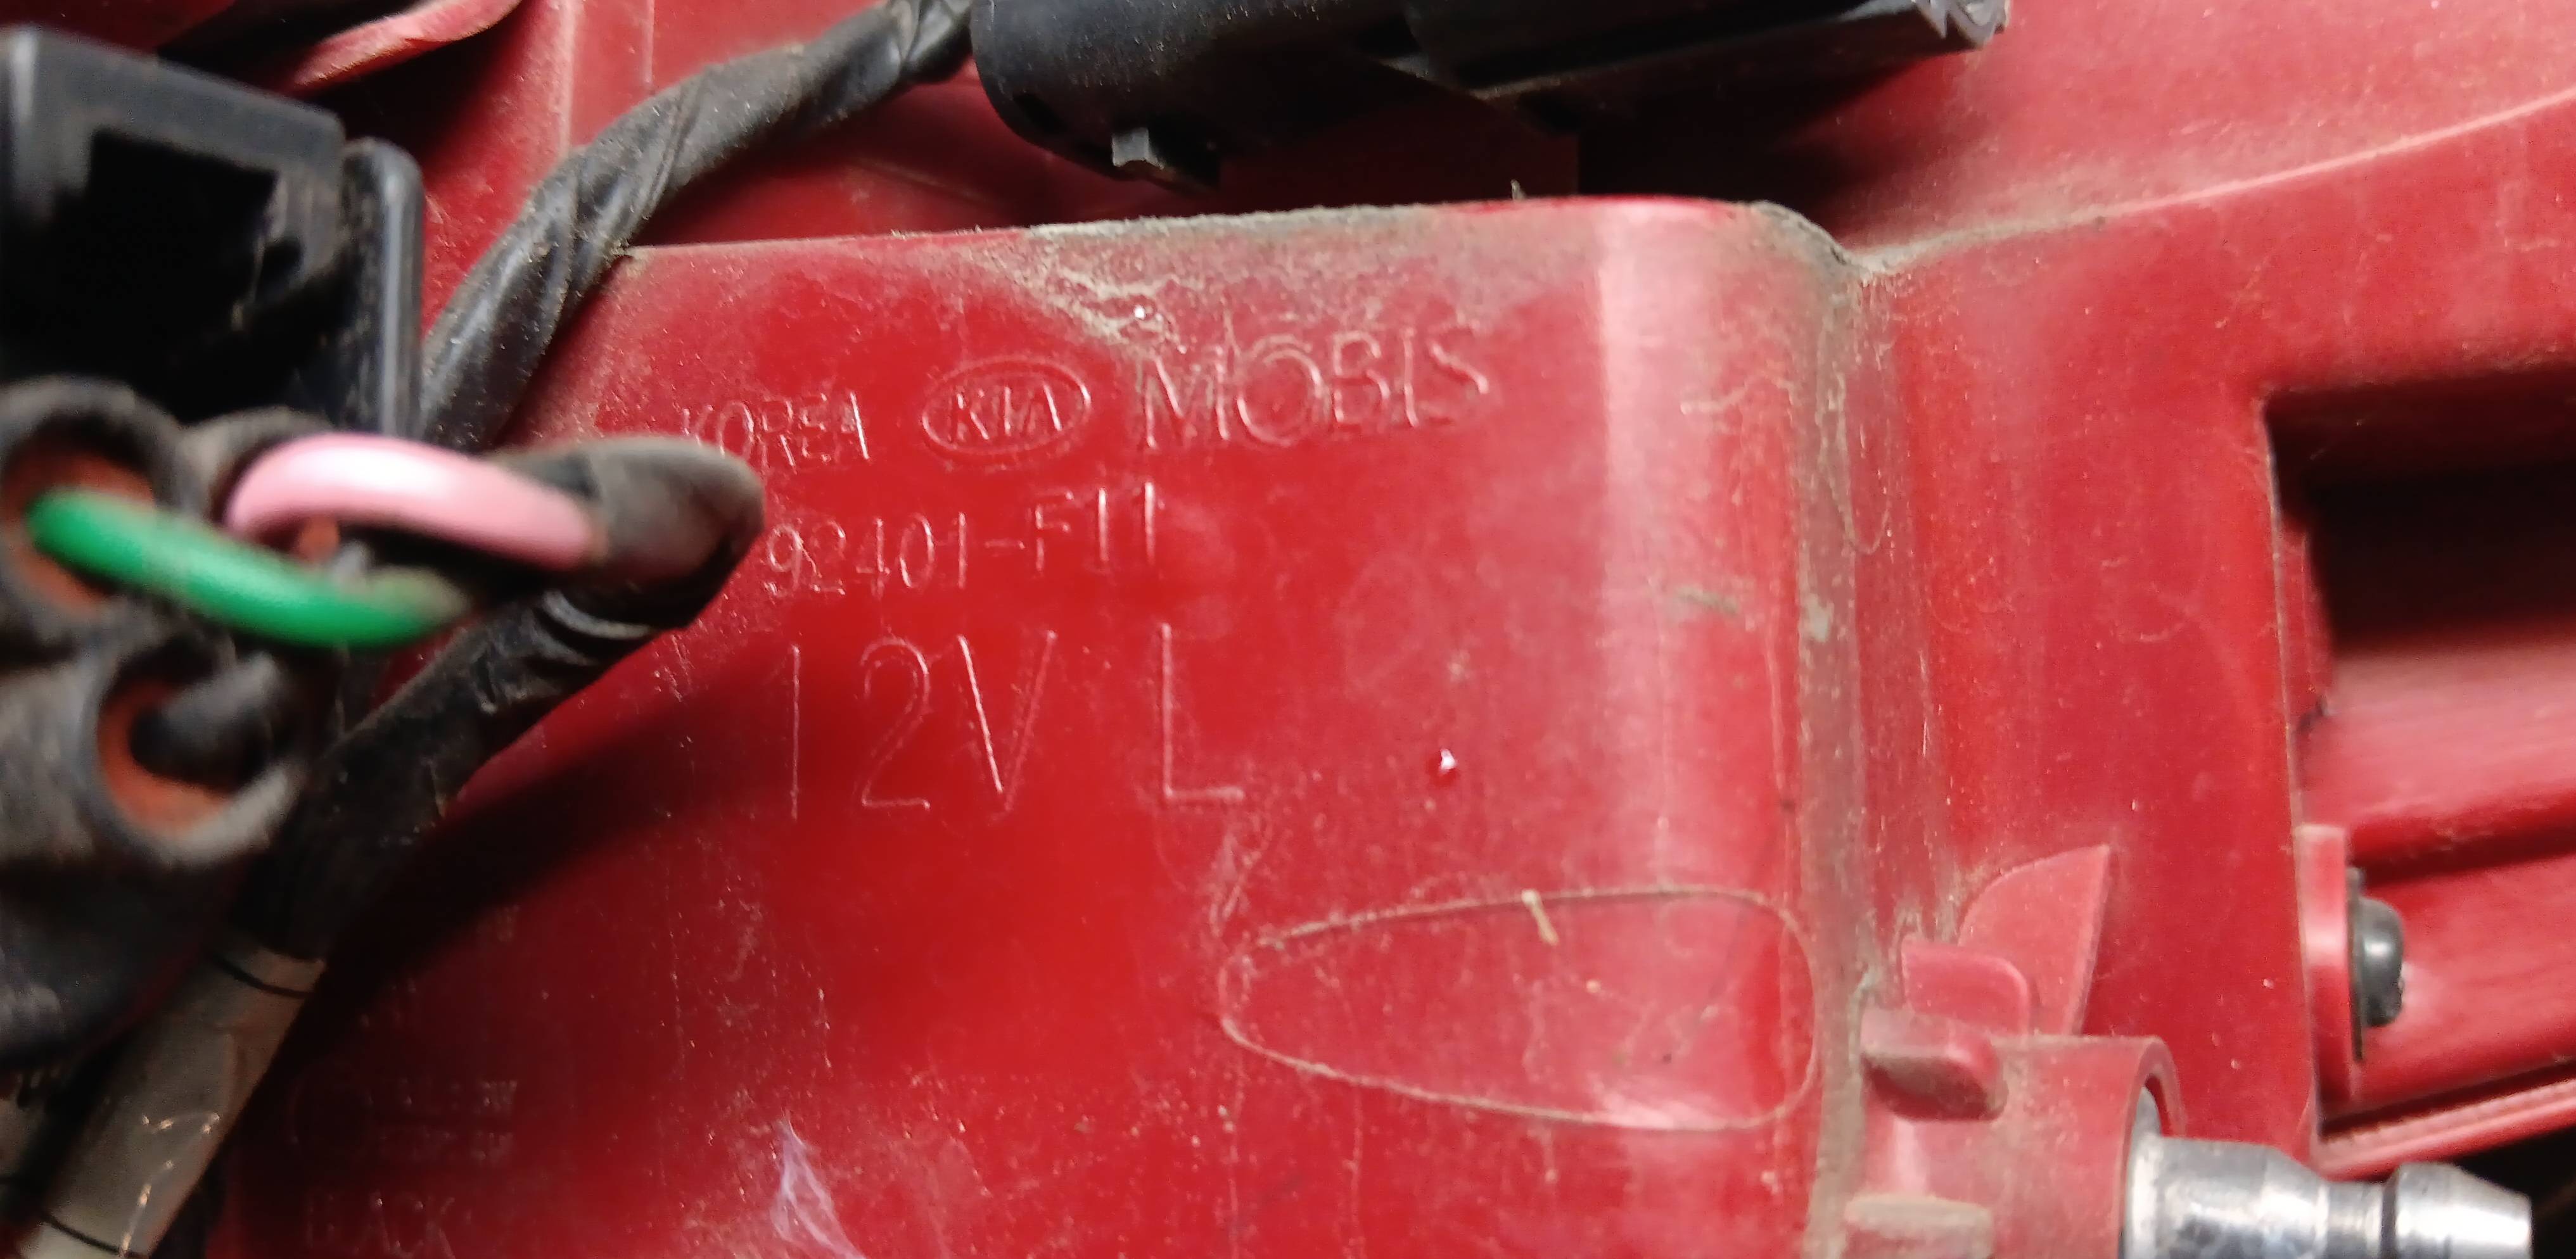 KOREA KIA MOBIS
92401-F11
12V L